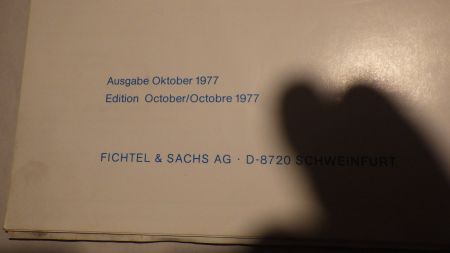 Ausgabe Oktober 1977
Edition October/Octobre 1977
FICHTEL & SACHS AG · D-8720 SCHWEINFURT